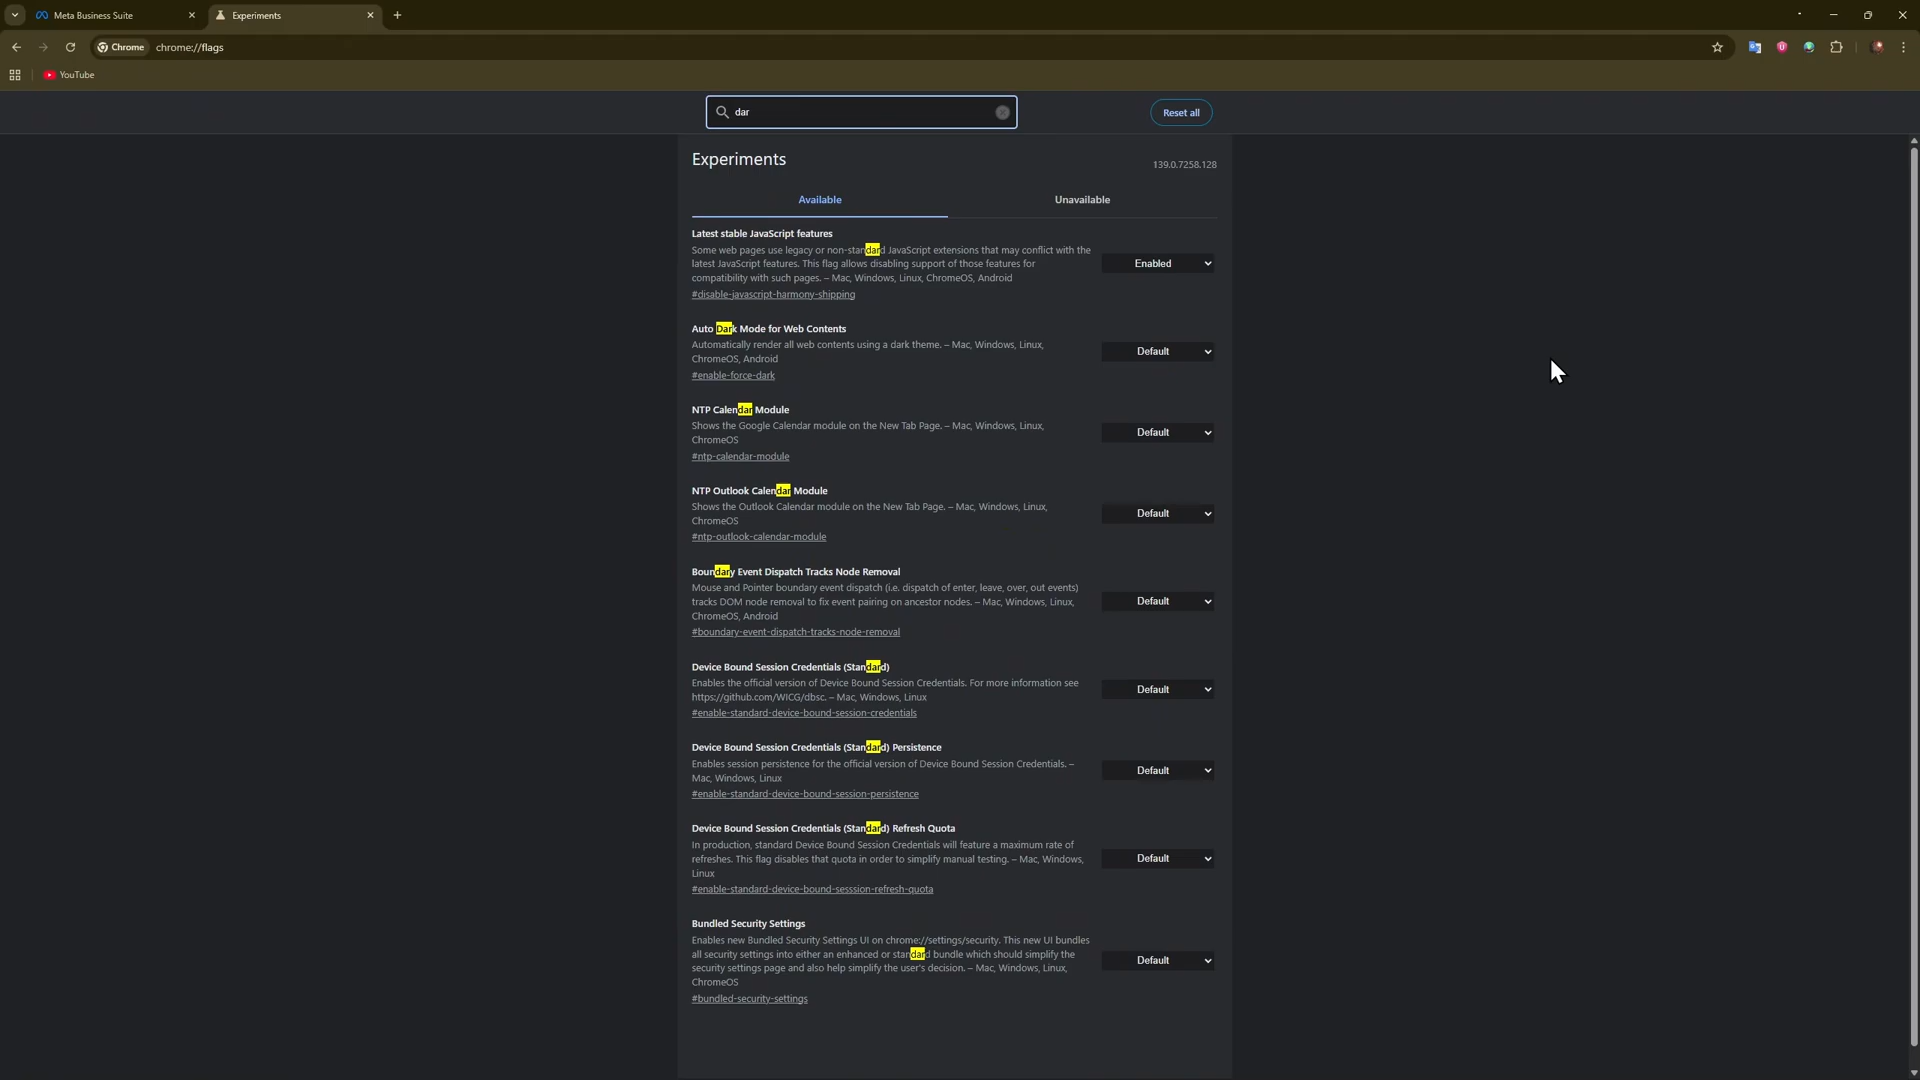 Meta Business Suite
Experiments
Chrome
chrome://flags
YouTube
dar
Reset all
Experiments
139.0.7258.128
Available
Unavailable
Latest stable JavaScript features
Some web pages use legacy or non-standard JavaScript extensions that may conflict with the
latest JavaScript features. This flag allows disabling support of those features for
compatibility with such pages. – Mac, Windows, Linux, ChromeOS, Android
#disable-javascript-harmony-shipping
Enabled
Auto Dark Mode for Web Contents
Automatically render all web contents using a dark theme. – Mac, Windows, Linux,
ChromeOS, Android
#enable-force-dark
Default
NTP Calendar Module
Shows the Google Calendar module on the New Tab Page. – Mac, Windows, Linux,
ChromeOS
#ntp-calendar-module
Default
NTP Outlook Calendar Module
Shows the Outlook Calendar module on the New Tab Page. – Mac, Windows, Linux,
ChromeOS
#ntp-outlook-calendar-module
Default
Boundary Event Dispatch Tracks Node Removal
Mouse and Pointer boundary event dispatch (i.e. dispatch of enter, leave, over, out events)
tracks DOM node removal to fix event pairing on ancestor nodes. – Mac, Windows, Linux,
ChromeOS, Android
#boundary-event-dispatch-tracks-node-removal
Default
Device Bound Session Credentials (Standard)
Enables the official version of Device Bound Session Credentials. For more information see
https://github.com/WICG/dbsc. – Mac, Windows, Linux
#enable-standard-device-bound-session-credentials
Default
Device Bound Session Credentials (Standard) Persistence
Enables session persistence for the official version of Device Bound Session Credentials. –
Mac, Windows, Linux
#enable-standard-device-bound-session-persistence
Default
Device Bound Session Credentials (Standard) Refresh Quota
In production, standard Device Bound Session Credentials will feature a maximum rate of
refreshes. This flag disables that quota in order to simplify manual testing. – Mac, Windows,
Linux
#enable-standard-device-bound-sesssion-refresh-quota
Default
Bundled Security Settings
Enables new Bundled Security Settings UI on chrome://settings/security. This new UI bundles
all security settings into either an enhanced or standard bundle which should simplify the
security settings page and also help simplify the user's decision. – Mac, Windows, Linux,
ChromeOS
#bundled-security-settings
Default